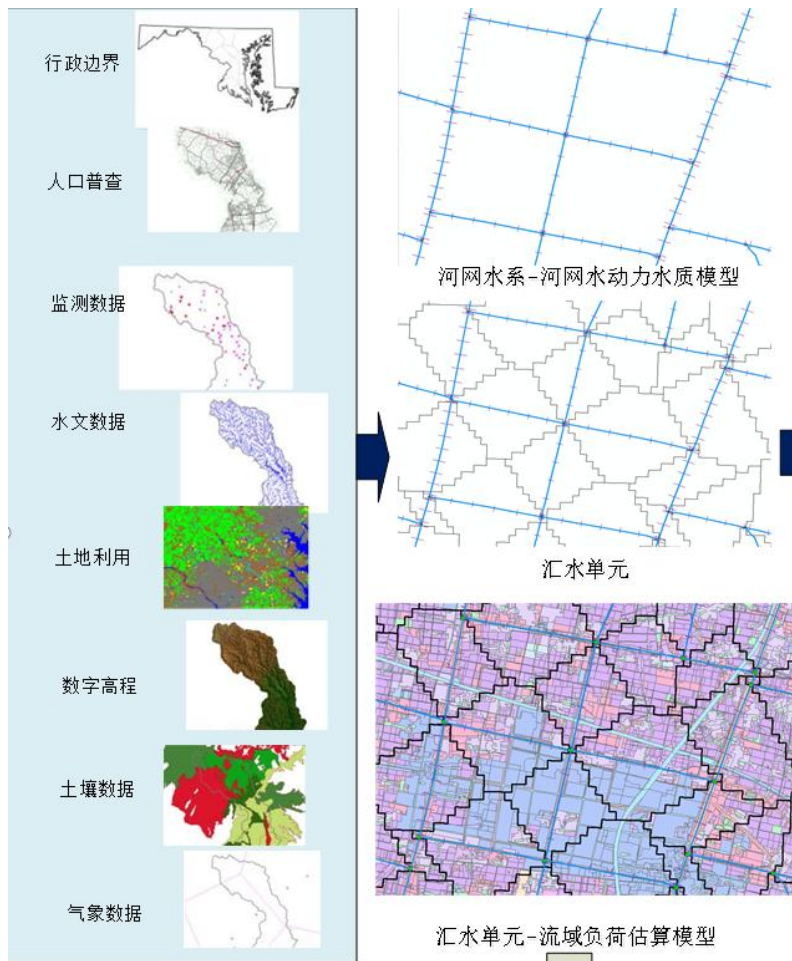 行政边界
人口普查
监测数据
水文数据
土地利用
数字高程
土壤数据
气象数据
河网水系-河网水动力水质模型
汇水单元
汇水单元-流域负荷估算模型